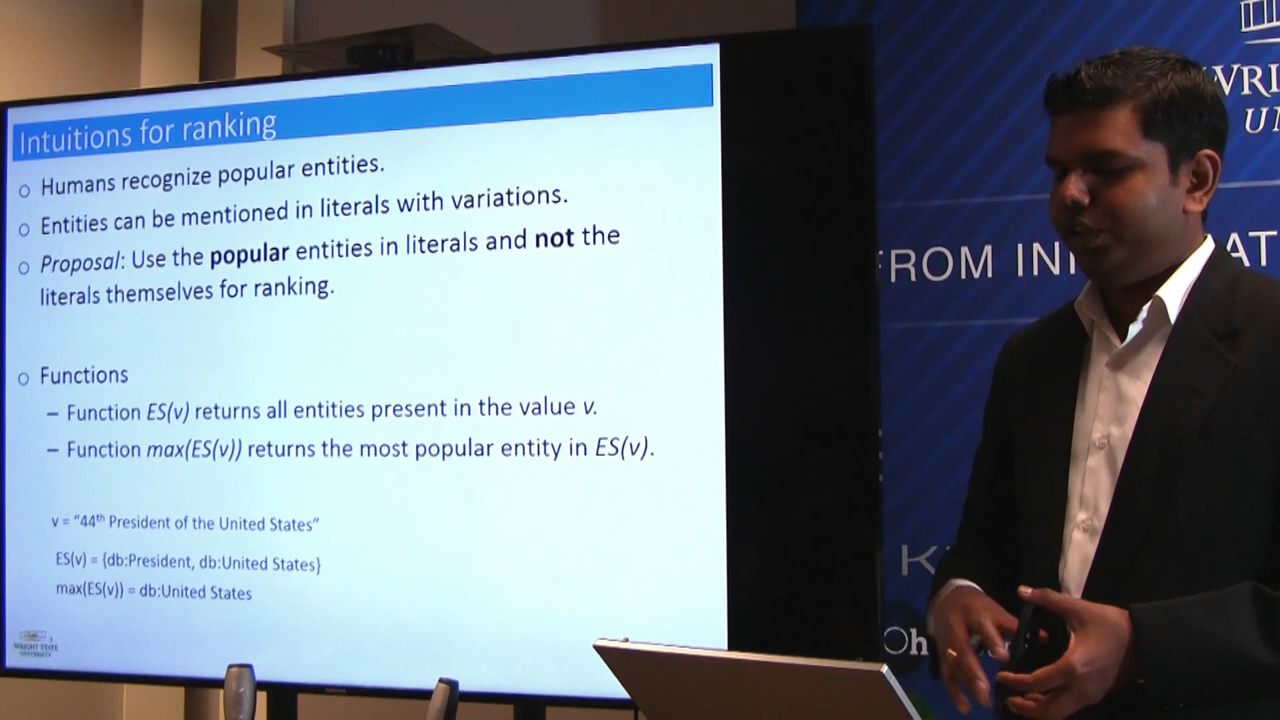 Intuitions for ranking
Humans recognize popular entities.
Entities can be mentioned in literals with variations.
Proposal: Use the popular entities in literals and not the
literals themselves for ranking.
Functions
– Function ES(v) returns all entities present in the value v.
– Function max(ES(v)) returns the most popular entity in ES(v).
v = "44th President of the United States"
ES(v) = {db:President, db:United States}
max(ES(v)) = db:United States
WRIGHT STATE
UNIVERSITY
WRI
UN
FROM IN
AT
K
Oh